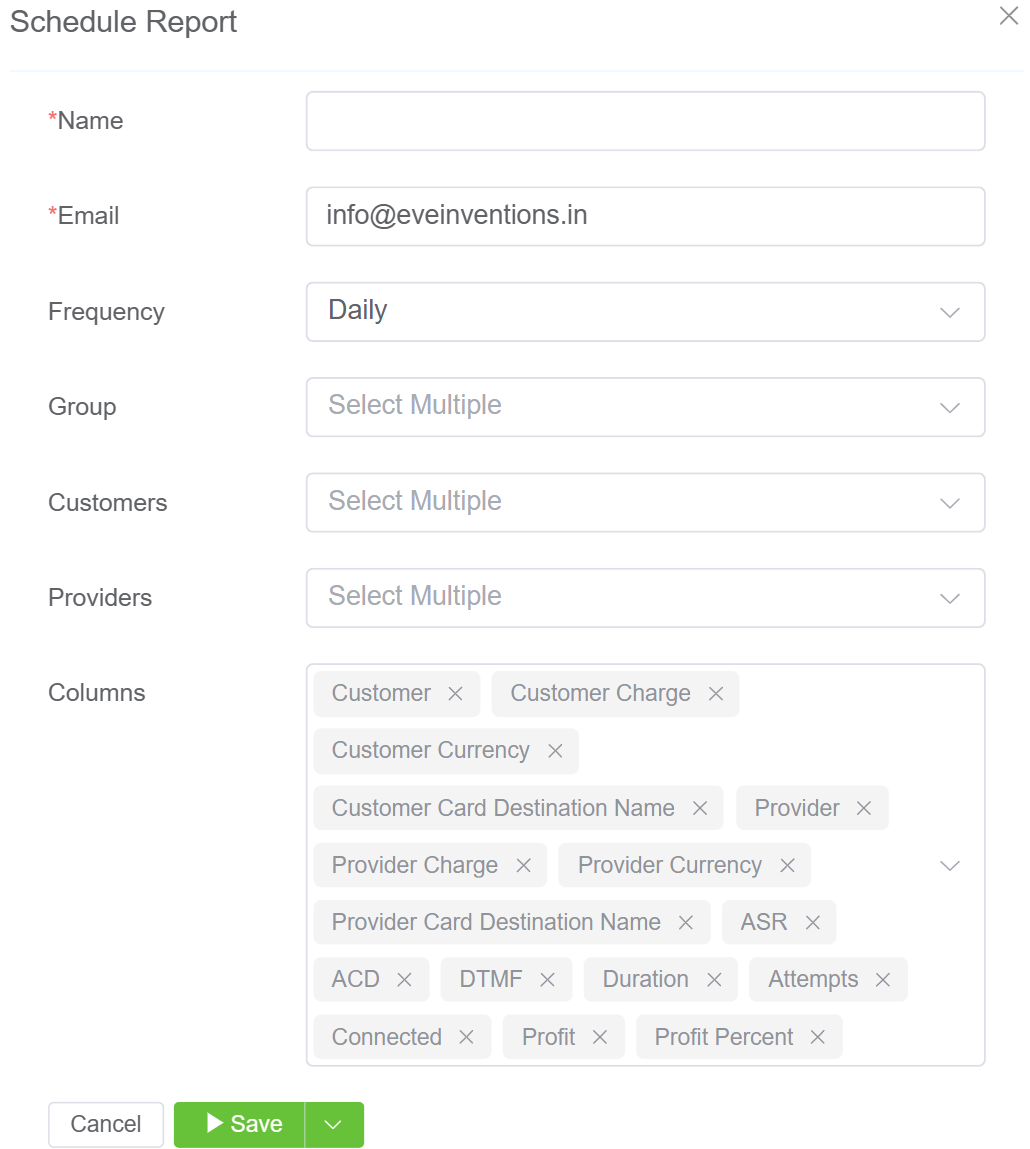 Schedule Report
*Name
*Email info@eveinventions.in
Frequency Daily
Group Select Multiple
Customers Select Multiple
Providers Select Multiple
Columns Customer Customer Charge
Customer Currency
Customer Card Destination Name Provider
Provider Charge Provider Currency
Provider Card Destination Name ASR
ACD DTMF Duration Attempts
Connected Profit Profit Percent
Cancel Save